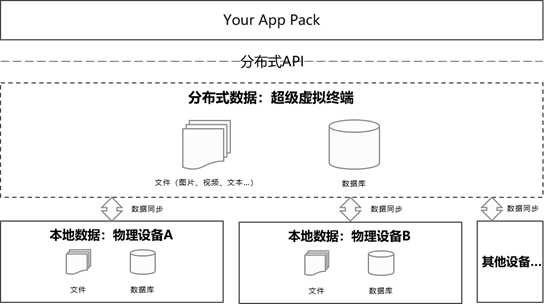 Your App Pack
分布式API
分布式数据：超级虚拟终端
文件（图片、视频、文本...）
数据库
数据同步
数据同步
数据同步
本地数据：物理设备A
文件
数据库
本地数据：物理设备B
文件
数据库
其他设备...